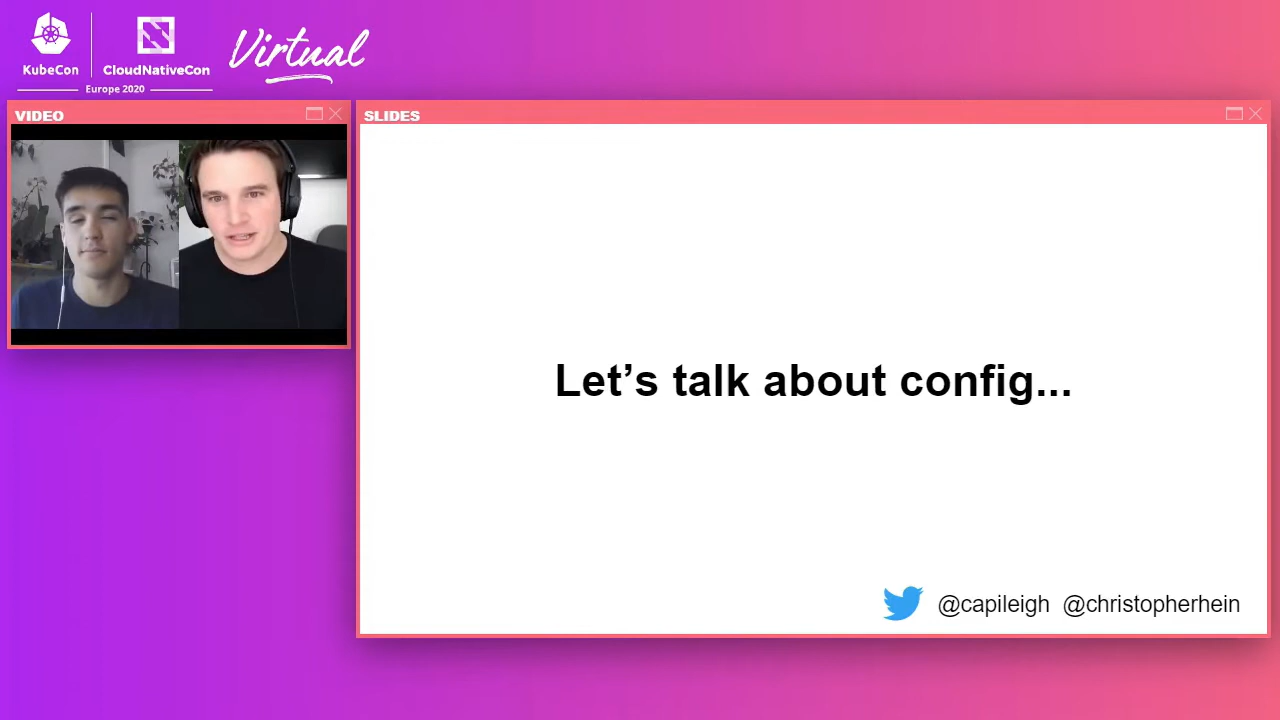 KubeCon
CloudNativeCon
Europe 2020
Virtual
VIDEO
SLIDES
Let’s talk about config...
@capileigh @christopherhein